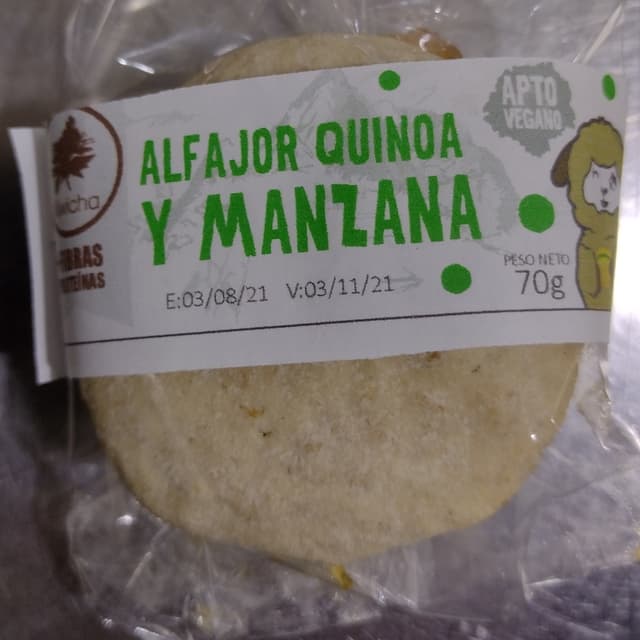 ALFAJOR QUINOA
Y MANZANA
E:03/08/21 V:03/11/21
APTO
VEGANO
PESO NETO
70g